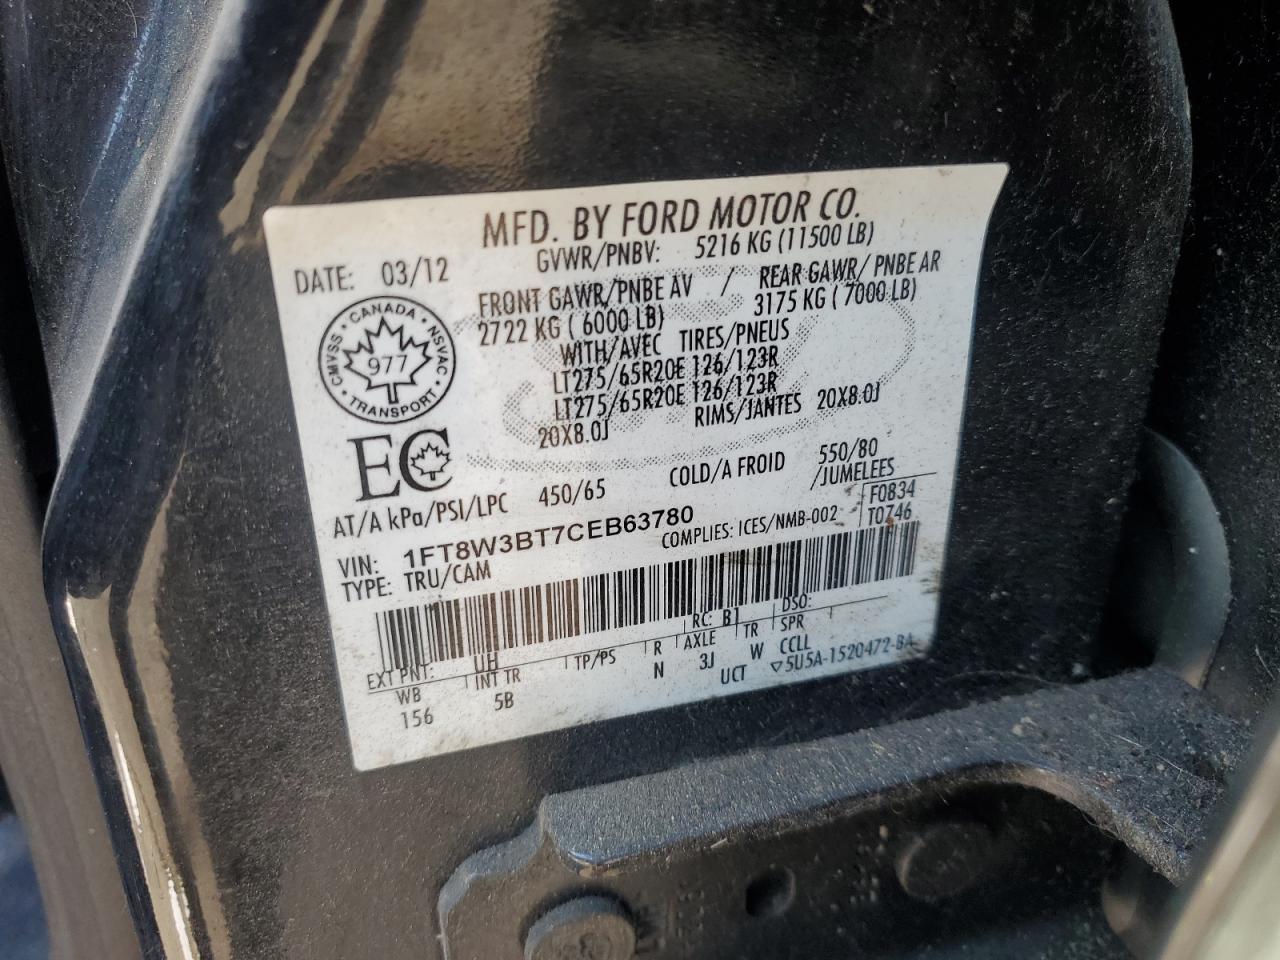 MFD. BY FORD MOTOR CO.
DATE: 03/12 GVWR/PNBV: 5216 KG (11500 LB)
FRONT GAWR/PNBE AV / REAR GAWR/ PNBE AR
2722 KG ( 6000 LB) 3175 KG ( 7000 LB)
WITH/AVEC TIRES/PNEUS
LT275/65R20E 126/123R
LT275/65R20E 126/123R
20X8.0J RIMS/JANTES 20X8.0J
CMVSS · CANADA · NSVAC · TRANSPORT ·
977
EC
AT/A kPa/PSI/LPC 450/65 COLD/A FROID 550/80
/JUMELEES
VIN: 1FT8W3BT7CEB63780 COMPLIES: ICES/NMB-002 F0834
TYPE: TRU/CAM T0746
EXT PNT: UH RC: B1 DSO:
WB INT TR TP/PS R AXLE TR SPR
156 5B N 3J W CCLL
UCT ▽5U5A-1520472-BA